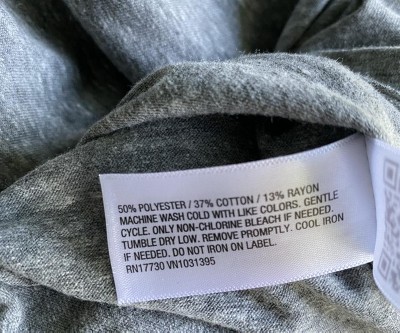 50% POLYESTER / 37% COTTON / 13% RAYON
MACHINE WASH COLD WITH LIKE COLORS. GENTLE
CYCLE. ONLY NON-CHLORINE BLEACH IF NEEDED.
TUMBLE DRY LOW. REMOVE PROMPTLY. COOL IRON
IF NEEDED. DO NOT IRON ON LABEL.
RN17730 VN1031395